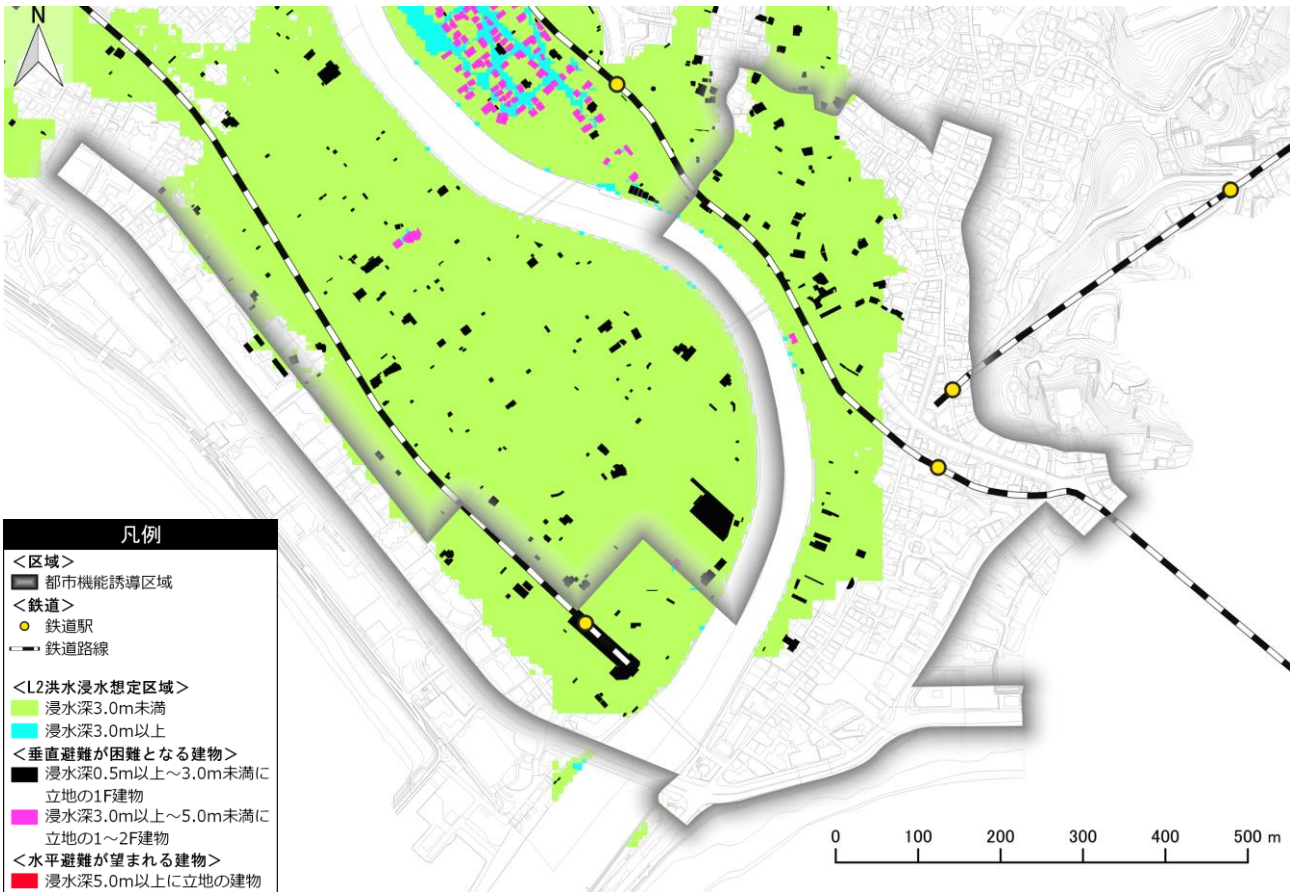 N
凡例
＜区域＞
都市機能誘導区域
＜鉄道＞
鉄道駅
鉄道路線
＜L2洪水浸水想定区域＞
浸水深3.0m未満
浸水深3.0m以上
＜垂直避難が困難となる建物＞
浸水深0.5m以上～3.0m未満に
立地の1F建物
浸水深3.0m以上～5.0m未満に
立地の1～2F建物
＜水平避難が望まれる建物＞
浸水深5.0m以上に立地の建物
0 100 200 300 400 500 m